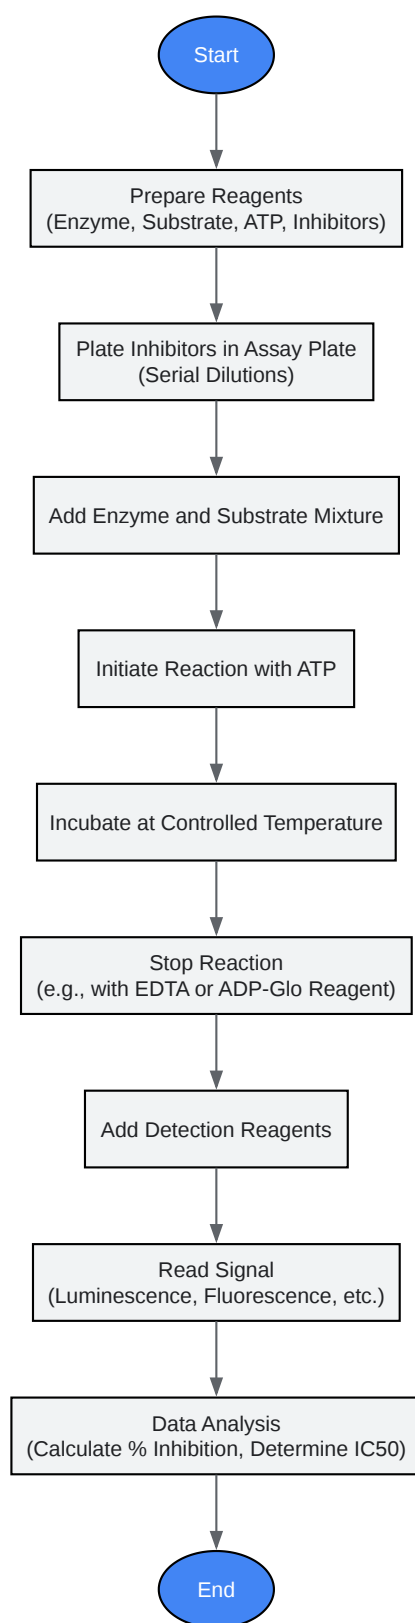 Start
Prepare Reagents
(Enzyme, Substrate, ATP, Inhibitors)
Plate Inhibitors in Assay Plate
(Serial Dilutions)
Add Enzyme and Substrate Mixture
Initiate Reaction with ATP
Incubate at Controlled Temperature
Stop Reaction
(e.g., with EDTA or ADP-Glo Reagent)
Add Detection Reagents
Read Signal
(Luminescence, Fluorescence, etc.)
Data Analysis
(Calculate % Inhibition, Determine IC50)
End